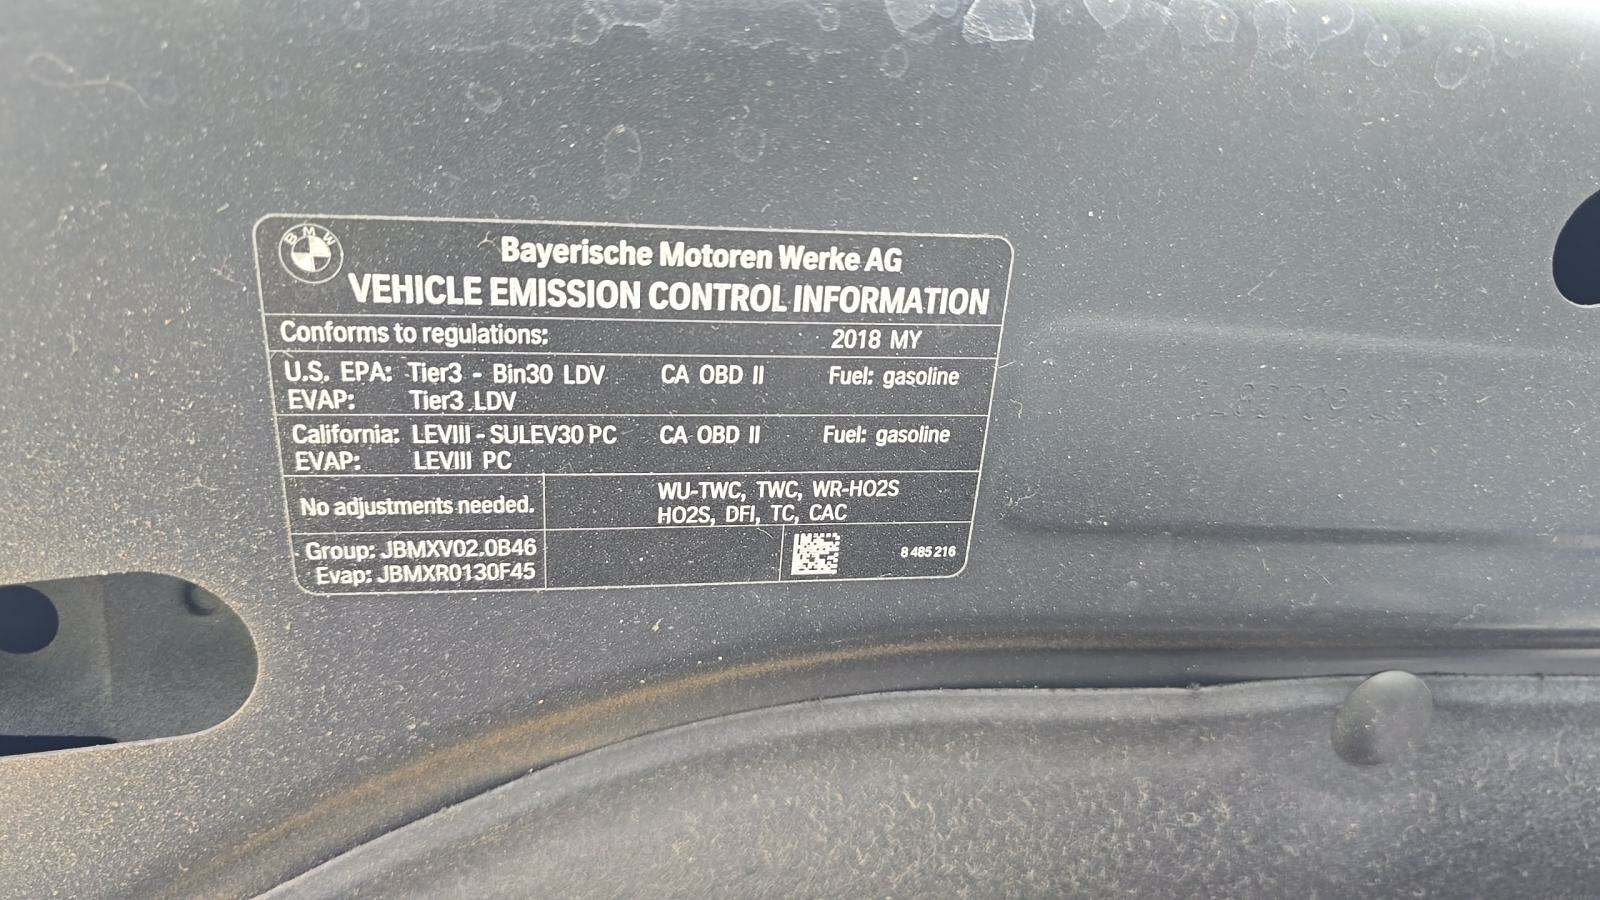 BMW
Bayerische Motoren Werke AG
VEHICLE EMISSION CONTROL INFORMATION
Conforms to regulations: 2018 MY
U.S. EPA: Tier3 - Bin30 LDV CA OBD II Fuel: gasoline
EVAP: Tier3 LDV
California: LEVIII - SULEV30 PC CA OBD II Fuel: gasoline
EVAP: LEVIII PC
No adjustments needed.
WU-TWC, TWC, WR-HO2S
HO2S, DFI, TC, CAC
Group: JBMXV02.0B46
Evap: JBMXR0130F45
8 485 216